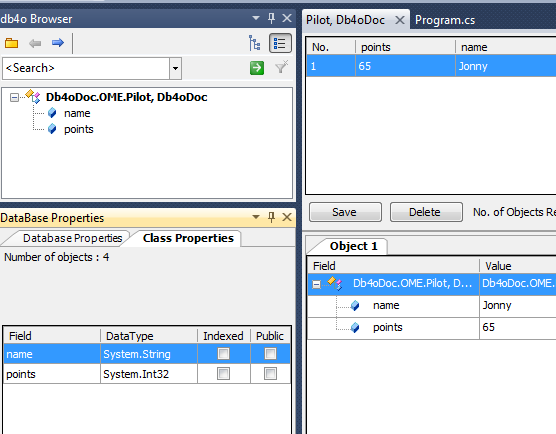 db4o Browser
<Search>
Db4oDoc.OME.Pilot, Db4oDoc
name
points
DataBase Properties
Database Properties Class Properties
Number of objects : 4
Field DataType Indexed Public
name System.String
points System.Int32
Pilot, Db4oDoc Program.cs
No. points name
1 65 Jonny
Save Delete No. of Objects Re
Object 1
Field Value
Db4oDoc.OME.Pilot, D... Db4oDoc.OME.
name Jonny
points 65